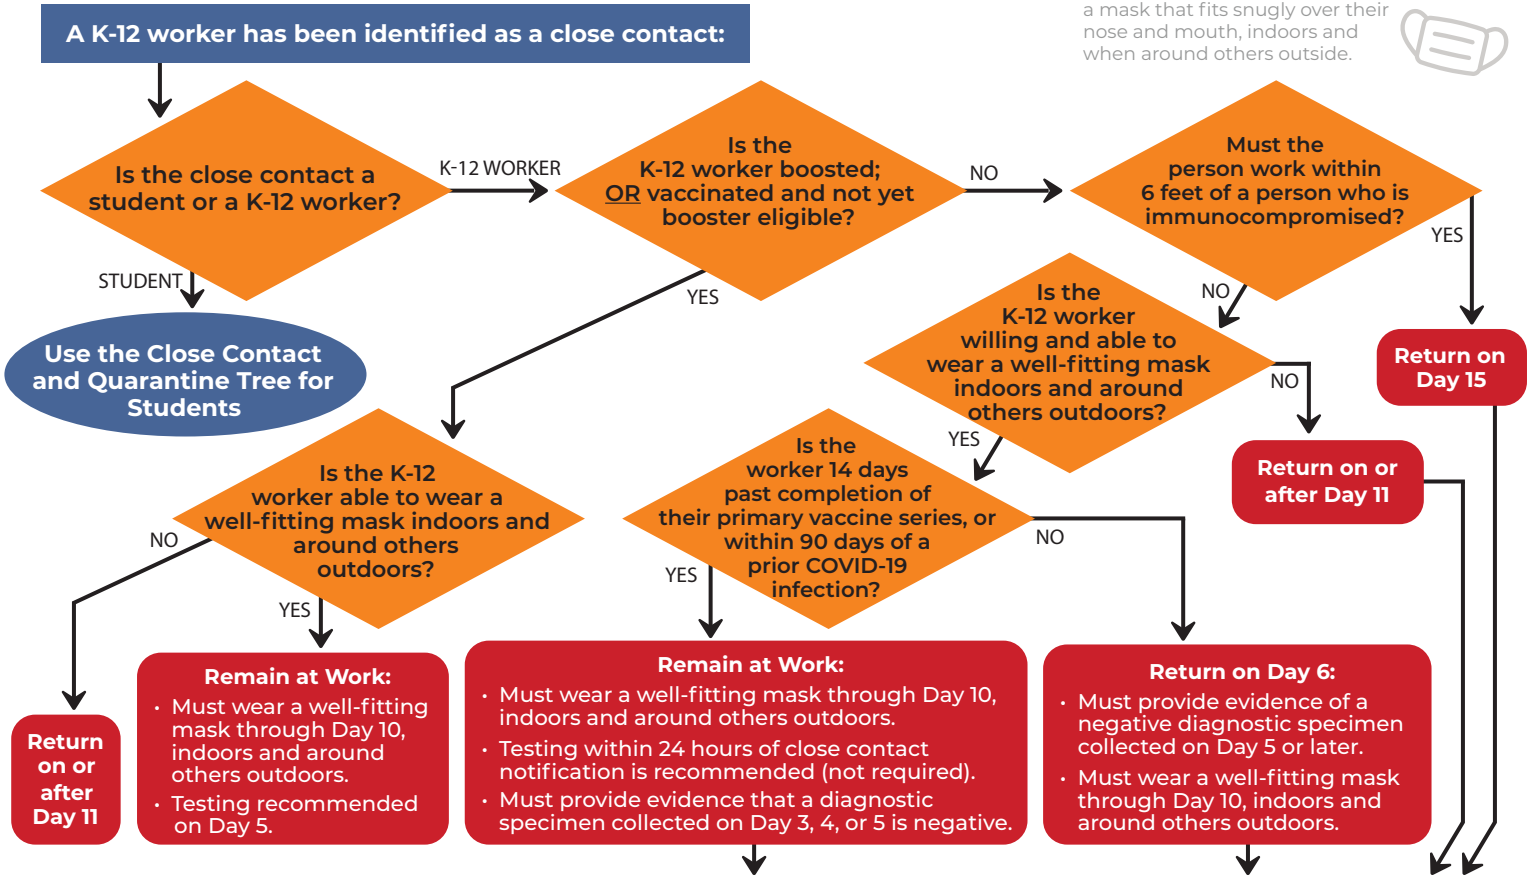 a mask that fits snugly over their
nose and mouth, indoors and
when around others outside.
A K-12 worker has been identified as a close contact:
Is the close contact a
student or a K-12 worker?
K-12 WORKER
STUDENT
Use the Close Contact
and Quarantine Tree for
Students
Is the
K-12 worker boosted;
OR vaccinated and not yet
booster eligible?
NO
YES
Must the
person work within
6 feet of a person who is
immunocompromised?
YES
NO
Return on
Day 15
Is the
K-12 worker
willing and able to
wear a well-fitting mask
indoors and around
others outdoors?
NO
YES
Return on or
after Day 11
Is the K-12
worker able to wear a
well-fitting mask indoors and
around others
outdoors?
NO
YES
Is the
worker 14 days
past completion of
their primary vaccine series, or
within 90 days of a
prior COVID-19
infection?
YES
NO
Return
on or
after
Day 11
Remain at Work:
• Must wear a well-fitting
mask through Day 10,
indoors and around
others outdoors.
• Testing recommended
on Day 5.
Remain at Work:
• Must wear a well-fitting mask through Day 10,
indoors and around others outdoors.
• Testing within 24 hours of close contact
notification is recommended (not required).
• Must provide evidence that a diagnostic
specimen collected on Day 3, 4, or 5 is negative.
Return on Day 6:
• Must provide evidence of a
negative diagnostic specimen
collected on Day 5 or later.
• Must wear a well-fitting mask
through Day 10, indoors and
around others outdoors.